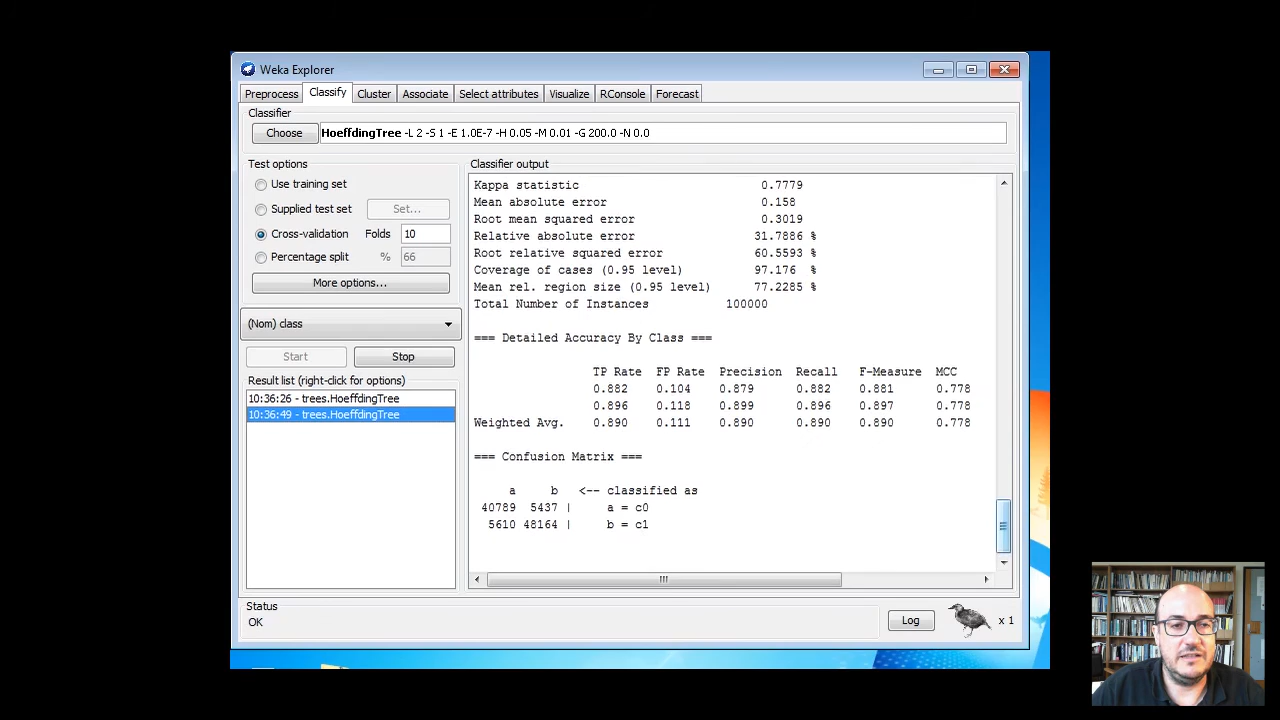 Weka Explorer
Preprocess Classify Cluster Associate Select attributes Visualize RConsole Forecast
Classifier
Choose HoeffdingTree -L 2 -S 1 -E 1.0E-7 -H 0.05 -M 0.01 -G 200.0 -N 0.0
Test options
Use training set
Supplied test set Set...
Cross-validation Folds 10
Percentage split % 66
More options...
(Nom) class
Start Stop
Result list (right-click for options)
10:36:26 - trees.HoeffdingTree
10:36:49 - trees.HoeffdingTree
Classifier output
Kappa statistic 0.7779
Mean absolute error 0.158
Root mean squared error 0.3019
Relative absolute error 31.7886 %
Root relative squared error 60.5593 %
Coverage of cases (0.95 level) 97.176 %
Mean rel. region size (0.95 level) 77.2285 %
Total Number of Instances 100000
=== Detailed Accuracy By Class ===
TP Rate FP Rate Precision Recall F-Measure MCC
0.882 0.104 0.879 0.882 0.881 0.778
0.896 0.118 0.899 0.896 0.897 0.778
Weighted Avg. 0.890 0.111 0.890 0.890 0.890 0.778
=== Confusion Matrix ===
a b <-- classified as
40789 5437 | a = c0
5610 48164 | b = c1
Status
OK
Log x 1